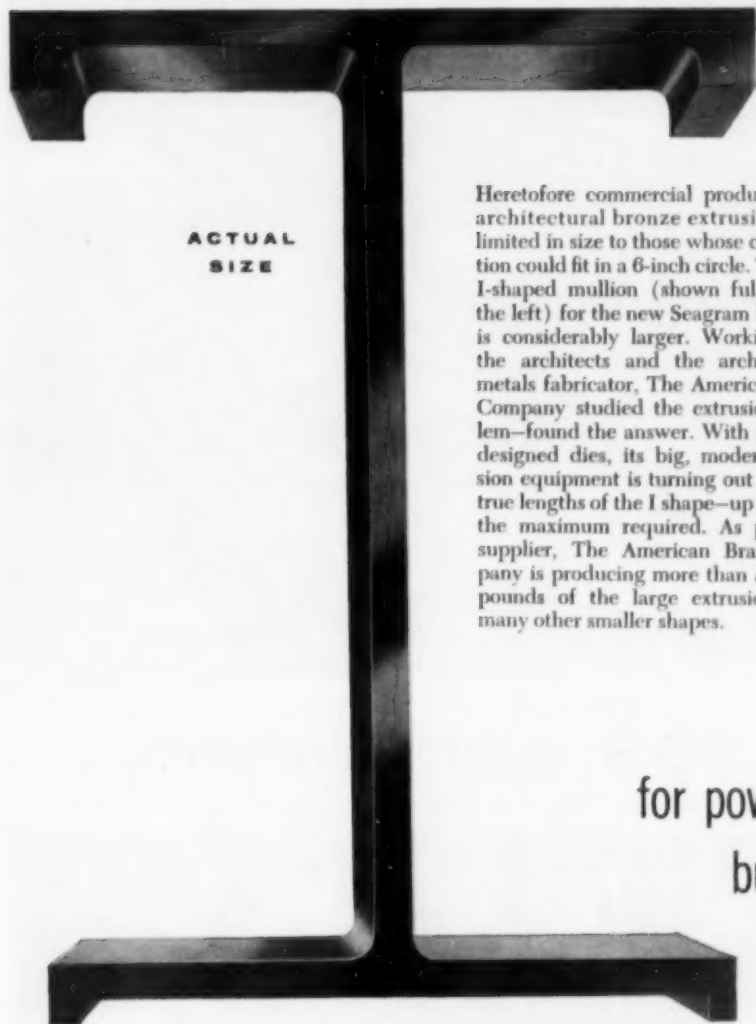 ACTUAL
SIZE
Heretofore commercial produ
architectural bronze extrusi
limited in size to those whose c
tion could fit in a 6-inch circle.
I-shaped mullion (shown ful
the left) for the new Seagram
is considerably larger. Worki
the architects and the arch
metals fabricator, The Americ
Company studied the extrusi
lem—found the answer. With
designed dies, its big, moder
sion equipment is turning out
true lengths of the I shape—up
the maximum required. As p
supplier, The American Bra
pany is producing more than
pounds of the large extrusi
many other smaller shapes.
for pow
b